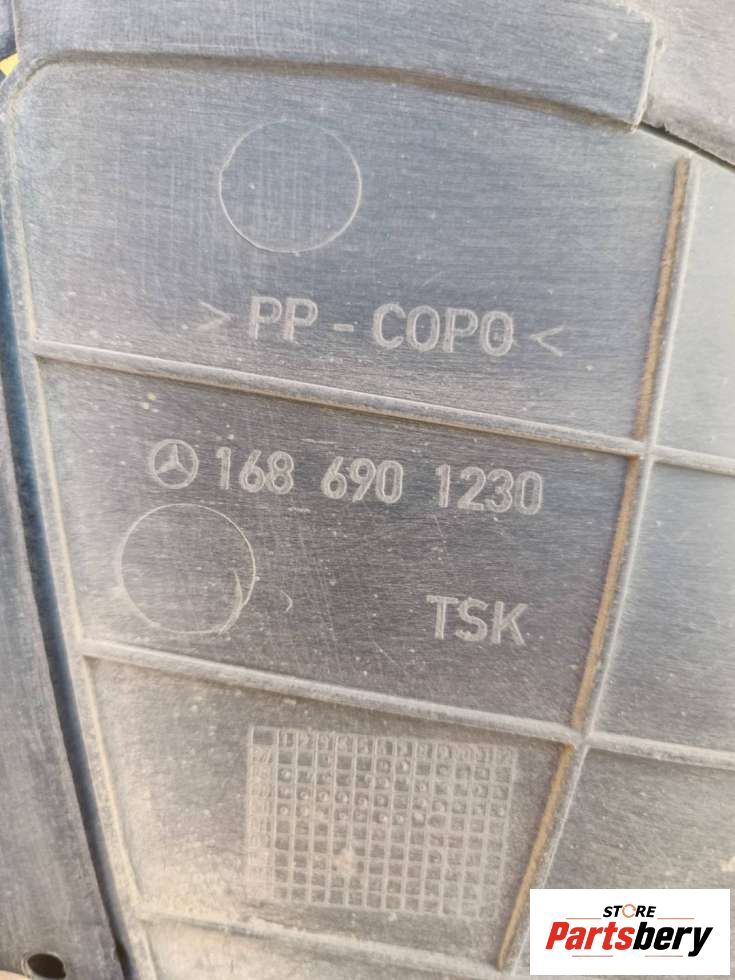 > PP - COPO <
168 690 1230
TSK
STORE
Partsbery